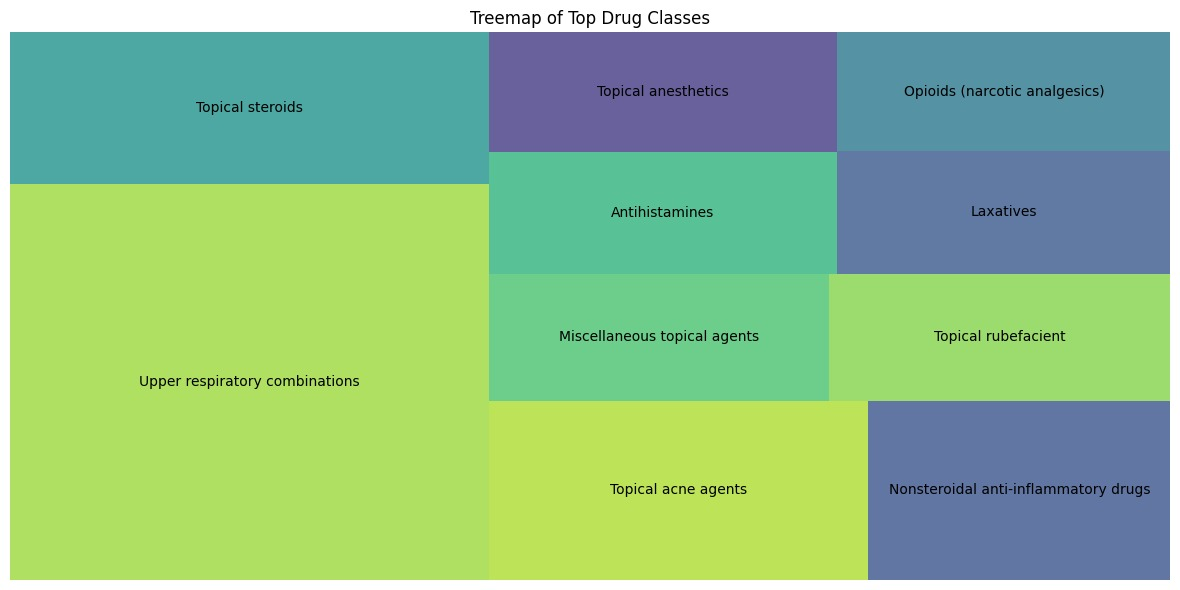 Treemap of Top Drug Classes
Topical steroids
Topical anesthetics
Opioids (narcotic analgesics)
Antihistamines
Laxatives
Miscellaneous topical agents
Topical rubefacient
Upper respiratory combinations
Topical acne agents
Nonsteroidal anti-inflammatory drugs